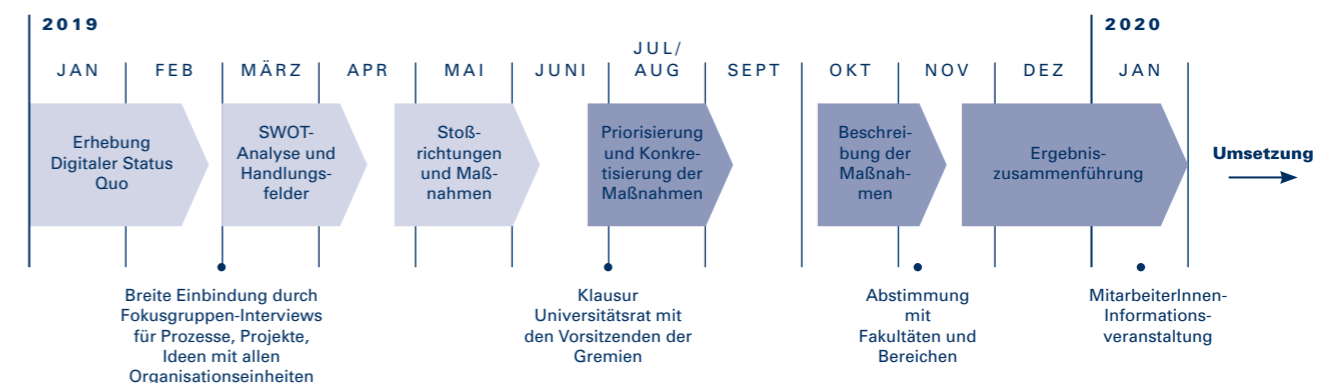 2019
2020
JAN
FEB
MÄRZ
APR
MAI
JUNI
JUL/
AUG
SEPT
OKT
NOV
DEZ
JAN
Erhebung
Digitaler Status
Quo
SWOT-
Analyse und
Handlungs-
felder
Stoß-
richtungen
und Maß-
nahmen
Priorisierung
und Konkre-
tisierung der
Maßnahmen
Beschrei-
bung der
Maßnah-
men
Ergebnis-
zusammenführung
Umsetzung
Breite Einbindung durch
Fokusgruppen-Interviews
für Prozesse, Projekte,
Ideen mit allen
Organisationseinheiten
Klausur
Universitätsrat mit
den Vorsitzenden der
Gremien
Abstimmung
mit
Fakultäten und
Bereichen
MitarbeiterInnen-
Informations-
veranstaltung